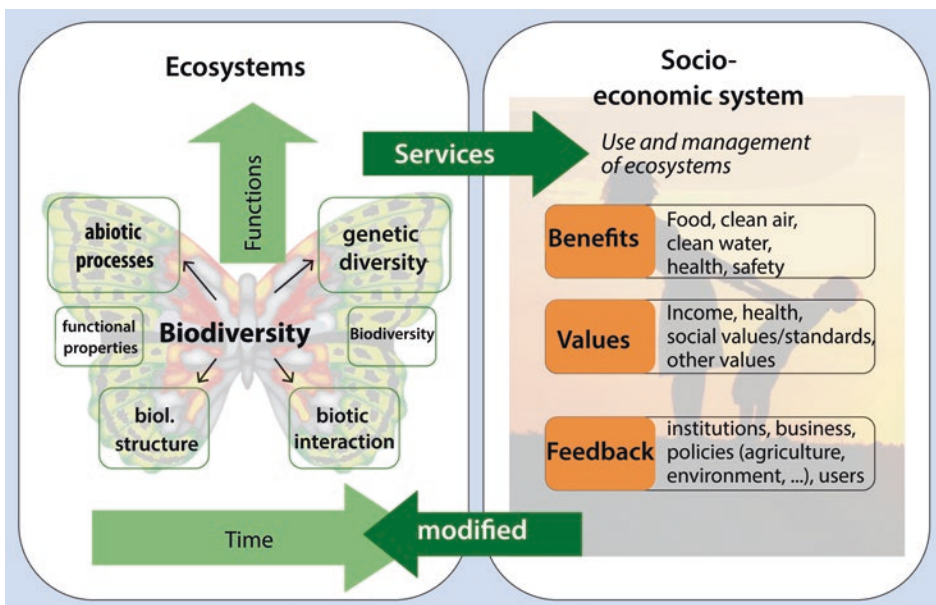 Ecosystems
Functions
abiotic
processes
genetic
diversity
functional
properties
Biodiversity
Biodiversity
biol.
structure
biotic
interaction
Time
Services
modified
Socio-
economic system
Use and management
of ecosystems
Benefits
Food, clean air,
clean water,
health, safety
Values
Income, health,
social values/standards,
other values
Feedback
institutions, business,
policies (agriculture,
environment, ...), users